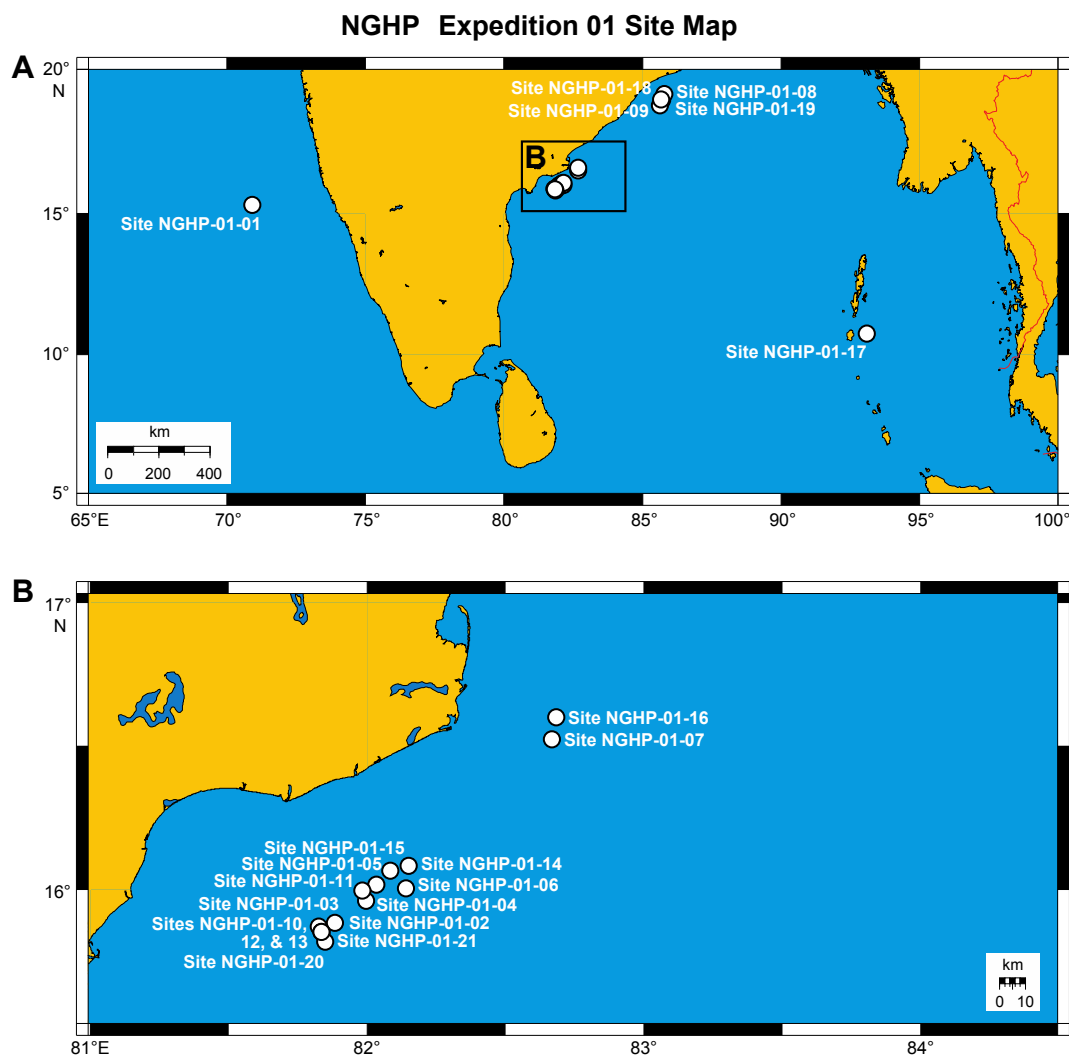 NGHP Expedition 01 Site Map
A
20°
N
15°
10°
5°
65°E
70°
75°
80°
85°
90°
95°
100°
Site NGHP-01-18
Site NGHP-01-08
Site NGHP-01-09
Site NGHP-01-19
B
Site NGHP-01-01
Site NGHP-01-17
km
0 200 400
B
17°
N
16°
81°E
82°
83°
84°
Site NGHP-01-16
Site NGHP-01-07
Site NGHP-01-15
Site NGHP-01-05
Site NGHP-01-14
Site NGHP-01-11
Site NGHP-01-06
Site NGHP-01-03
Site NGHP-01-04
Sites NGHP-01-10,
12, & 13
Site NGHP-01-02
Site NGHP-01-21
Site NGHP-01-20
km
0 10